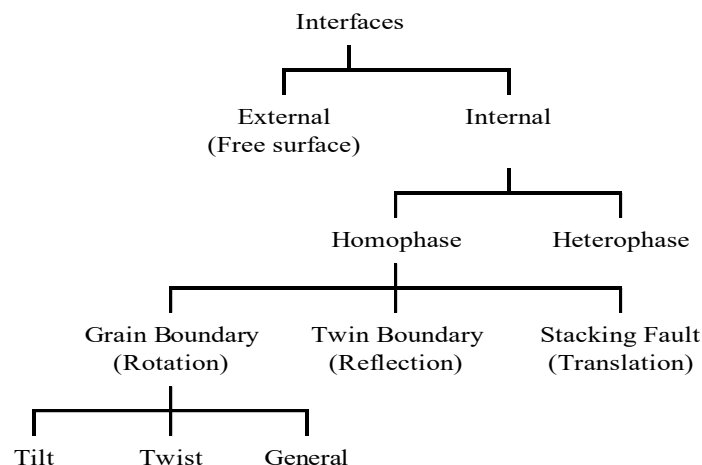 Interfaces
External
(Free surface)
Internal
Homophase
Heterophase
Grain Boundary
(Rotation)
Twin Boundary
(Reflection)
Stacking Fault
(Translation)
Tilt
Twist
General